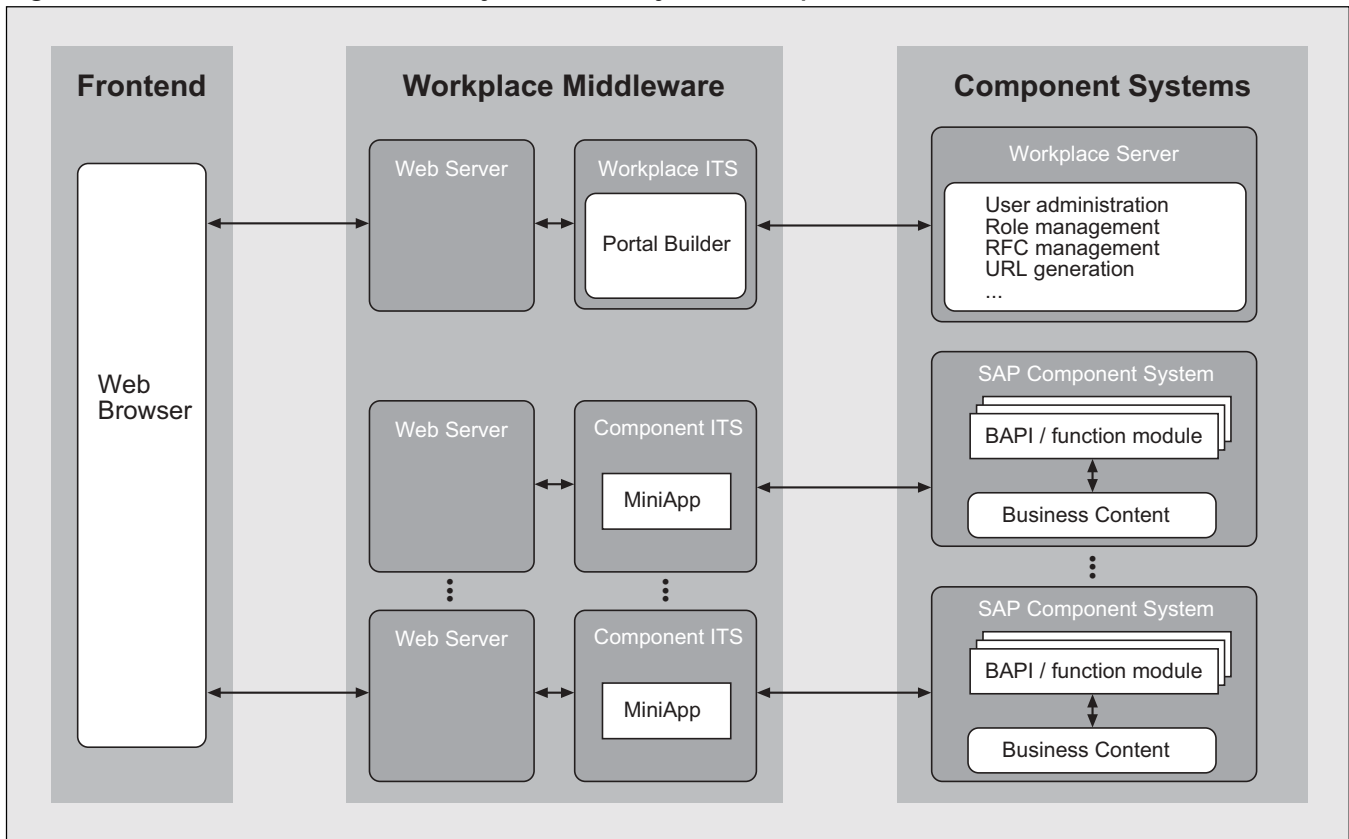 Frontend
Workplace Middleware
Component Systems
Web
Browser
Web Server
Workplace ITS
Portal Builder
Workplace Server
User administration
Role management
RFC management
URL generation
...
Web Server
Component ITS
MiniApp
SAP Component System
BAPI / function module
Business Content
Web Server
Component ITS
MiniApp
SAP Component System
BAPI / function module
Business Content